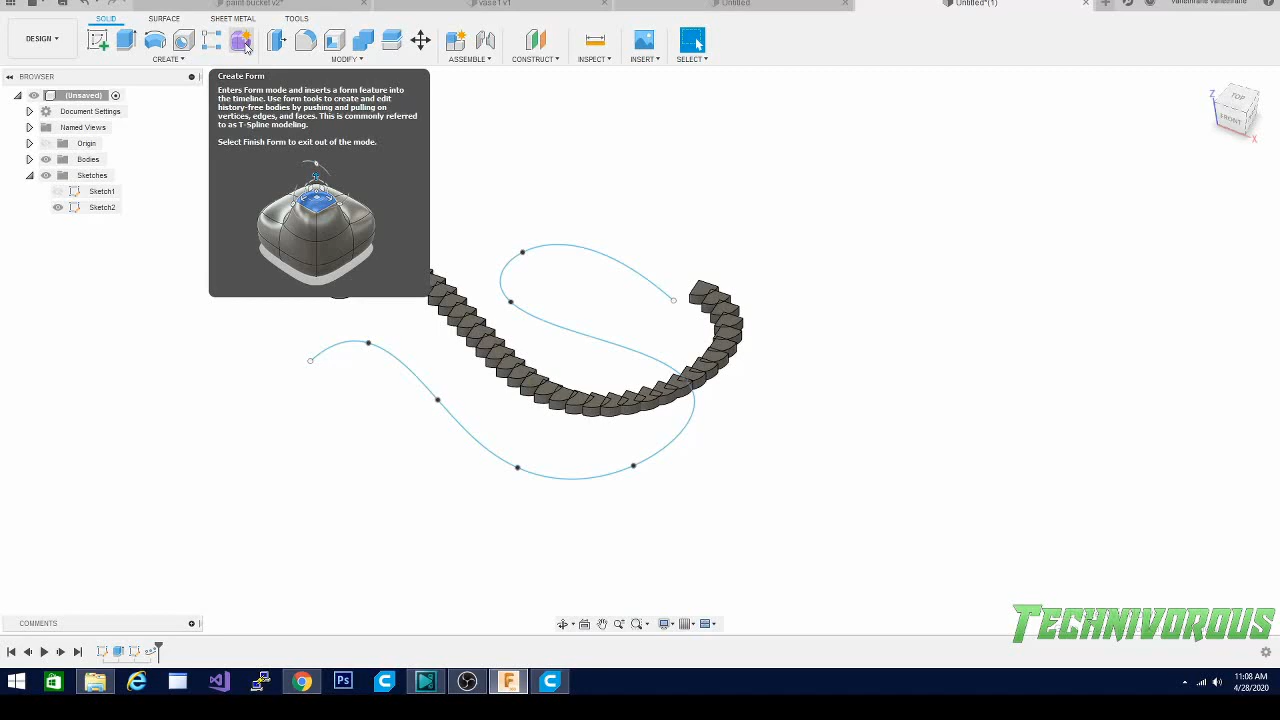 paint bucket v2*
vase1 v1
Untitled
Untitled*(1)
SOLID
SURFACE
SHEET METAL
TOOLS
DESIGN
CREATE
MODIFY
ASSEMBLE
CONSTRUCT
INSPECT
INSERT
SELECT
BROWSER
(Unsaved)
Document Settings
Named Views
Origin
Bodies
Sketches
Sketch1
Sketch2
Create Form
Enters Form mode and inserts a form feature into
the timeline. Use form tools to create and edit
history-free bodies by pushing and pulling on
vertices, edges, and faces. This is commonly referred
to as T-Spline modeling.
Select Finish Form to exit out of the mode.
TOP
FRONT
Z
X
COMMENTS
TECHNIVOROUS
Ps
F
11:08 AM
4/28/2020